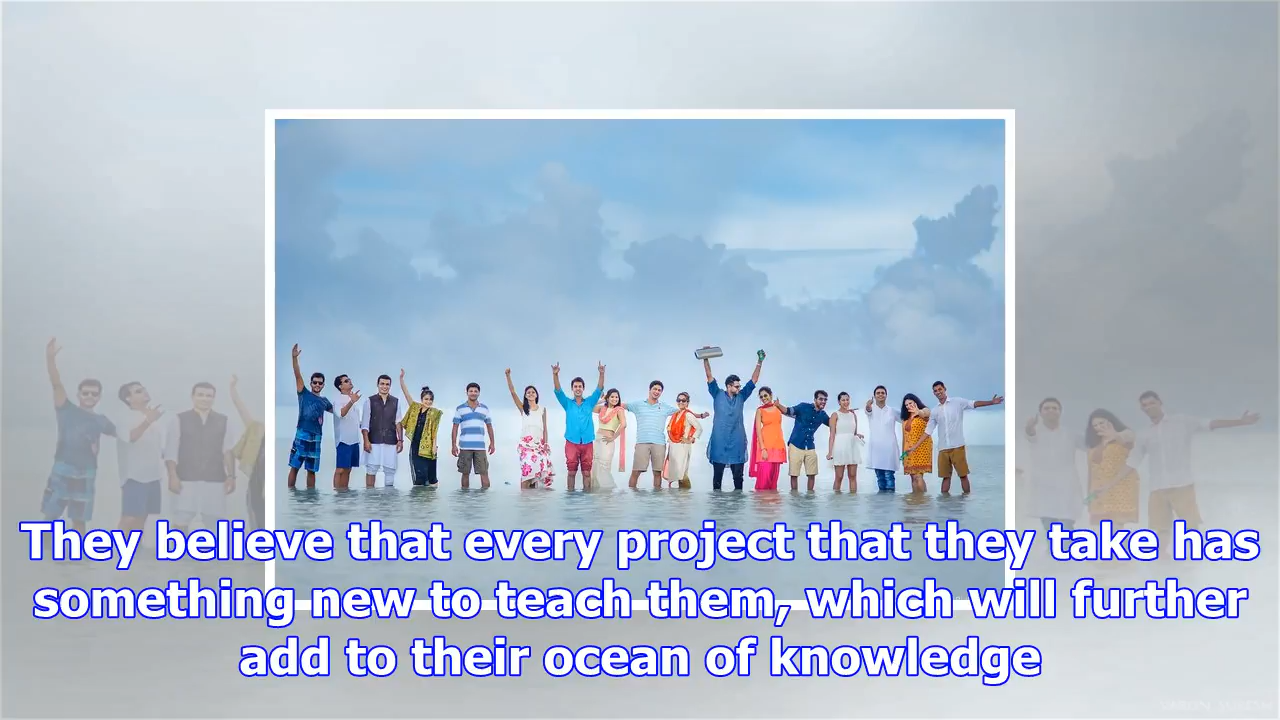 They believe that every project that they take has
something new to teach them, which will further
add to their ocean of knowledge